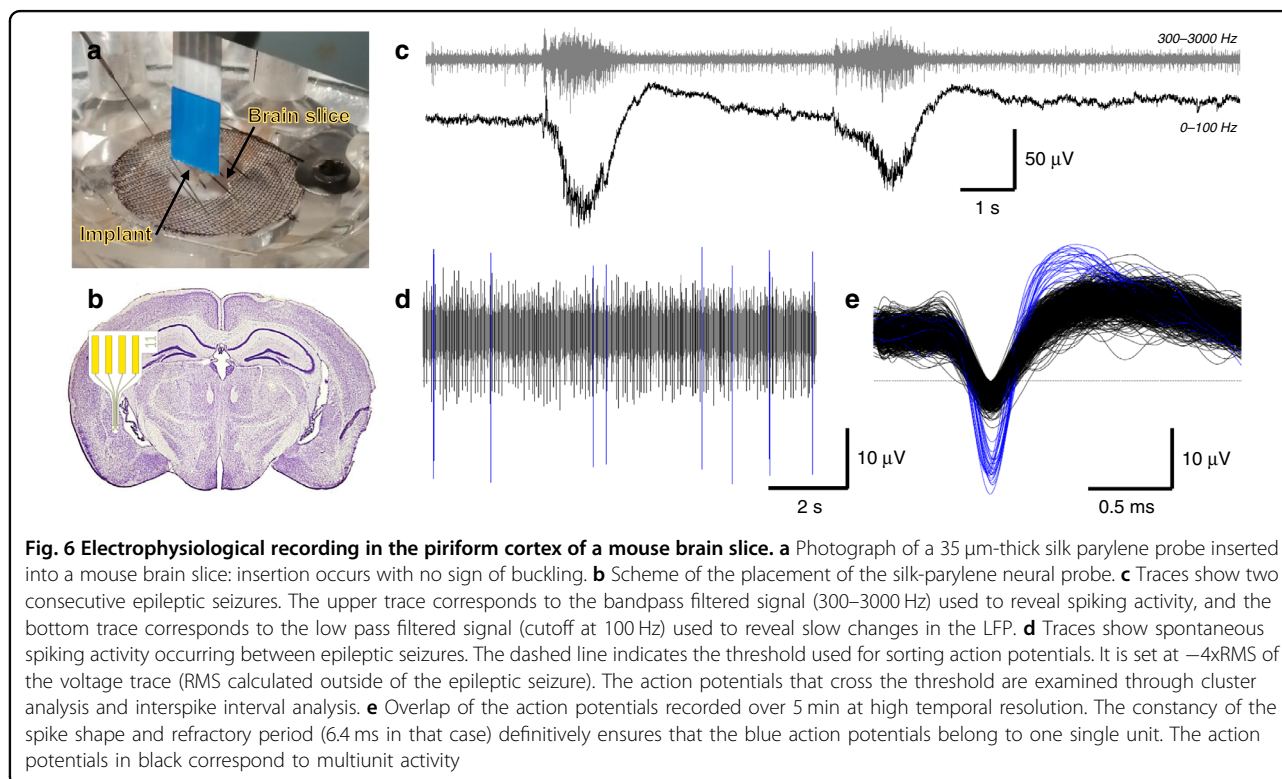 a
Brain slice
Implant
b
c
300–3000 Hz
0–100 Hz
50 µV
1 s
d
10 µV
2 s
e
10 µV
0.5 ms
Fig. 6 Electrophysiological recording in the piriform cortex of a mouse brain slice. a Photograph of a 35 µm-thick silk parylene probe inserted
into a mouse brain slice: insertion occurs with no sign of buckling. b Scheme of the placement of the silk-parylene neural probe. c Traces show two
consecutive epileptic seizures. The upper trace corresponds to the bandpass filtered signal (300–3000 Hz) used to reveal spiking activity, and the
bottom trace corresponds to the low pass filtered signal (cutoff at 100 Hz) used to reveal slow changes in the LFP. d Traces show spontaneous
spiking activity occurring between epileptic seizures. The dashed line indicates the threshold used for sorting action potentials. It is set at −4xRMS of
the voltage trace (RMS calculated outside of the epileptic seizure). The action potentials that cross the threshold are examined through cluster
analysis and interspike interval analysis. e Overlap of the action potentials recorded over 5 min at high temporal resolution. The constancy of the
spike shape and refractory period (6.4 ms in that case) definitively ensures that the blue action potentials belong to one single unit. The action
potentials in black correspond to multiunit activity